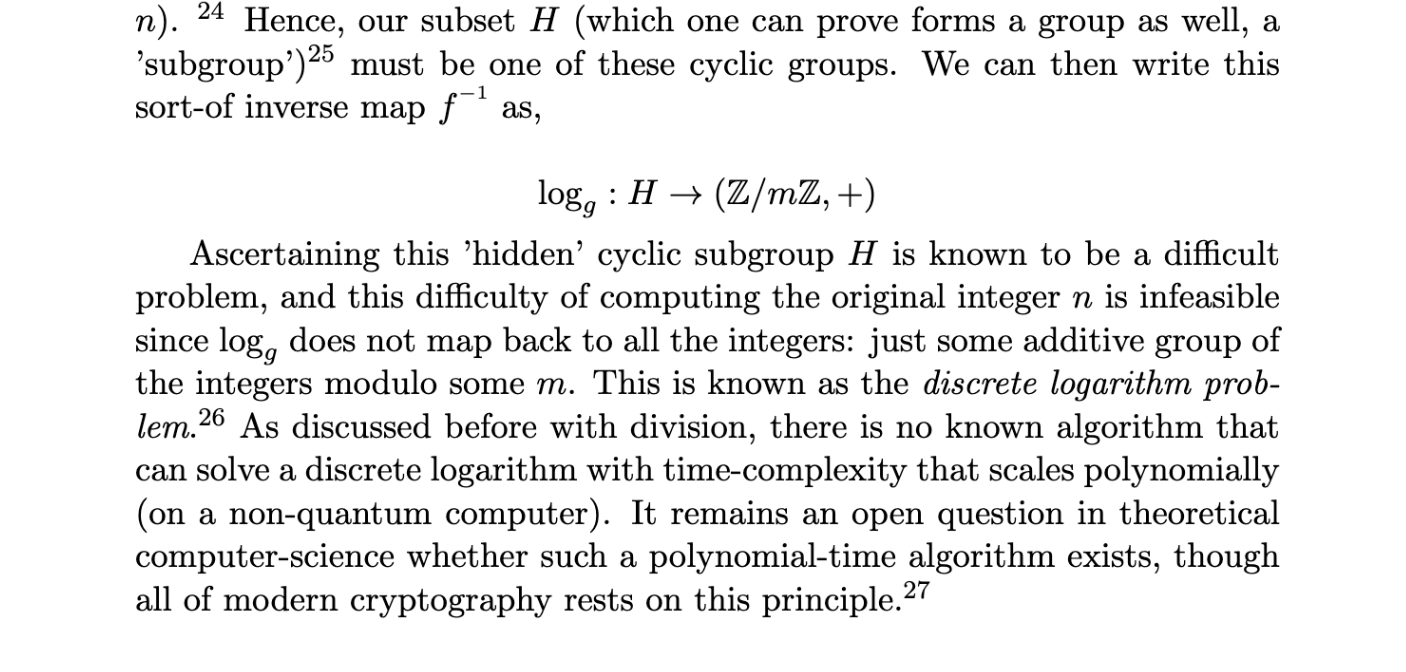 n). 24 Hence, our subset H (which one can prove forms a group as well, a
’subgroup’)25 must be one of these cyclic groups. We can then write this
sort-of inverse map f−1 as,
logg : H → (ℤ/mℤ, +)
Ascertaining this ’hidden’ cyclic subgroup H is known to be a difficult
problem, and this difficulty of computing the original integer n is infeasible
since logg does not map back to all the integers: just some additive group of
the integers modulo some m. This is known as the discrete logarithm prob-
lem.26 As discussed before with division, there is no known algorithm that
can solve a discrete logarithm with time-complexity that scales polynomially
(on a non-quantum computer). It remains an open question in theoretical
computer-science whether such a polynomial-time algorithm exists, though
all of modern cryptography rests on this principle.27